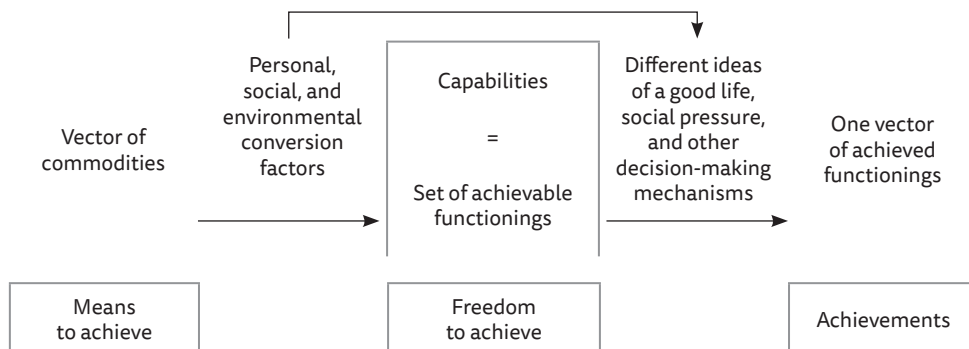 Vector of
commodities
Personal,
social, and
environmental
conversion
factors
Capabilities
=
Set of achievable
functionings
Different ideas
of a good life,
social pressure,
and other
decision-making
mechanisms
One vector
of achieved
functionings
Means
to achieve
Freedom
to achieve
Achievements